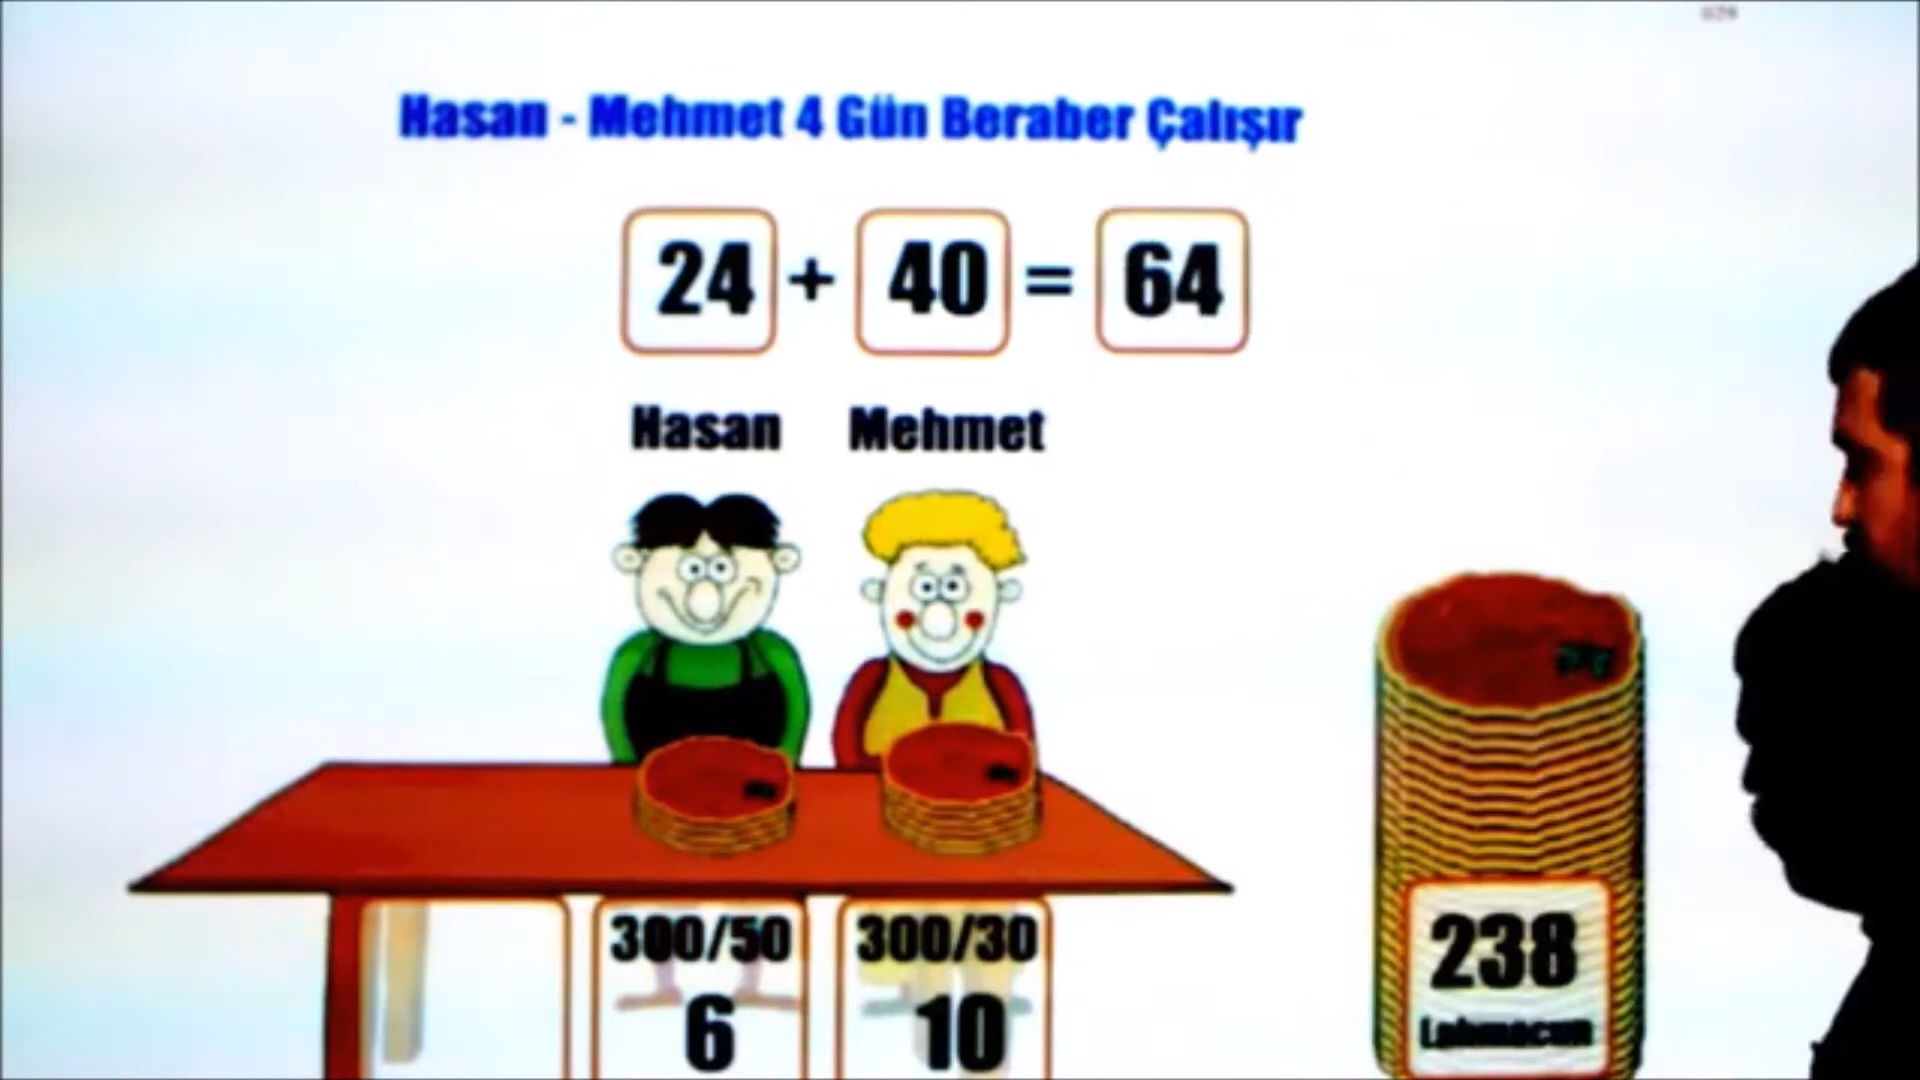 Hasan - Mehmet 4 Gün Beraber Çalışır
24 + 40 = 64
Hasan Mehmet
300/50 300/30
6 10
238
Lahmacun